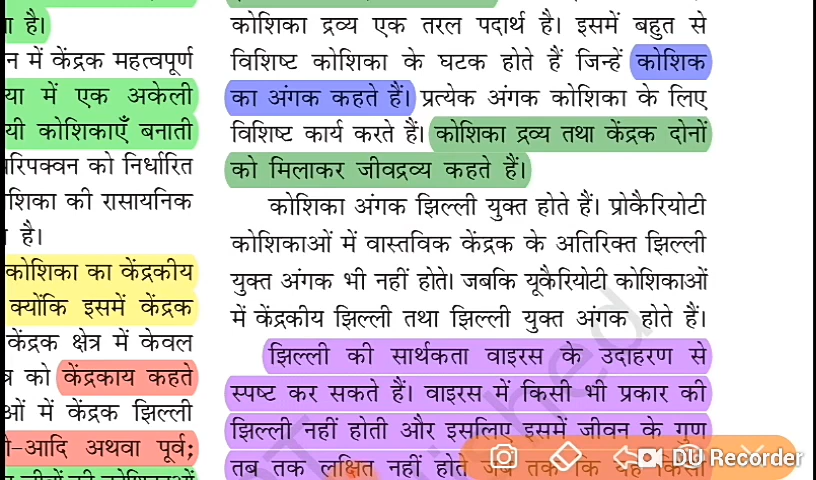 ा है।
न में केंद्रक महत्वपूर्ण
या में एक अकेली
यी कोशिकाएँ बनाती
रिपक्वन को निर्धारित
शिका की रासायनिक
है।
कोशिका का केंद्रकीय
क्योंकि इसमें केंद्रक
केंद्रक क्षेत्र में केवल
त्र को केंद्रकाय कहते
ओं में केंद्रक झिल्ली
ी-आदि अथवा पूर्व;
कोशिका द्रव्य एक तरल पदार्थ है। इसमें बहुत से
विशिष्ट कोशिका के घटक होते हैं जिन्हें कोशिक
का अंगक कहते हैं। प्रत्येक अंगक कोशिका के लिए
विशिष्ट कार्य करते हैं। कोशिका द्रव्य तथा केंद्रक दोनों
को मिलाकर जीवद्रव्य कहते हैं।
कोशिका अंगक झिल्ली युक्त होते हैं। प्रोकैरियोटी
कोशिकाओं में वास्तविक केंद्रक के अतिरिक्त झिल्ली
युक्त अंगक भी नहीं होते। जबकि यूकैरियोटी कोशिकाओं
में केंद्रकीय झिल्ली तथा झिल्ली युक्त अंगक होते हैं।
झिल्ली की सार्थकता वाइरस के उदाहरण से
स्पष्ट कर सकते हैं। वाइरस में किसी भी प्रकार की
झिल्ली नहीं होती और इसलिए इसमें जीवन के गुण
तब तक लक्षित नहीं होते जब तक कि यह किसी
DU Recorder